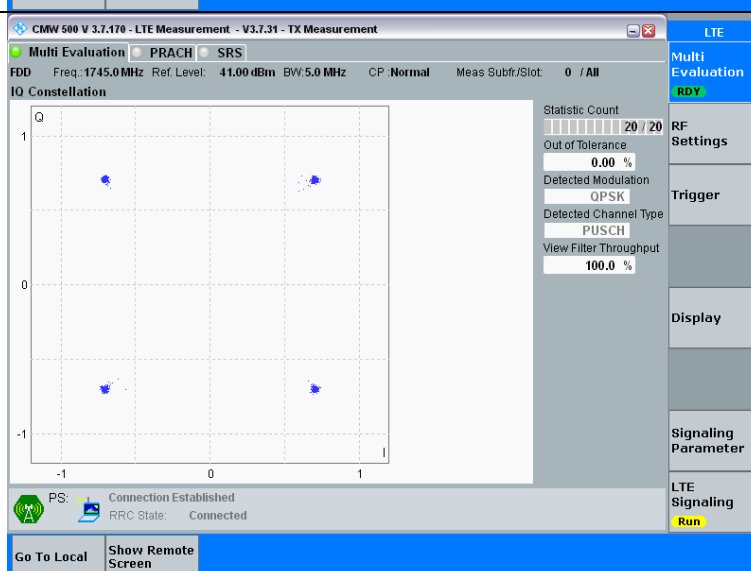 CMW 500 V 3.7.170 - LTE Measurement - V3.7.31 - TX Measurement
LTE
Multi Evaluation PRACH SRS
FDD Freq.:1745.0 MHz Ref. Level: 41.00 dBm BW:5.0 MHz CP :Normal Meas Subfr./Slot: 0 / All
IQ Constellation
Q
1
0
-1
-1 0 1
I
Statistic Count
20 / 20
Out of Tolerance
0.00 %
Detected Modulation
QPSK
Detected Channel Type
PUSCH
View Filter Throughput
100.0 %
Multi
Evaluation
RDY
RF
Settings
Trigger
Display
Signaling
Parameter
LTE
Signaling
Run
PS: Connection Established
RRC State: Connected
Go To Local
Show Remote
Screen